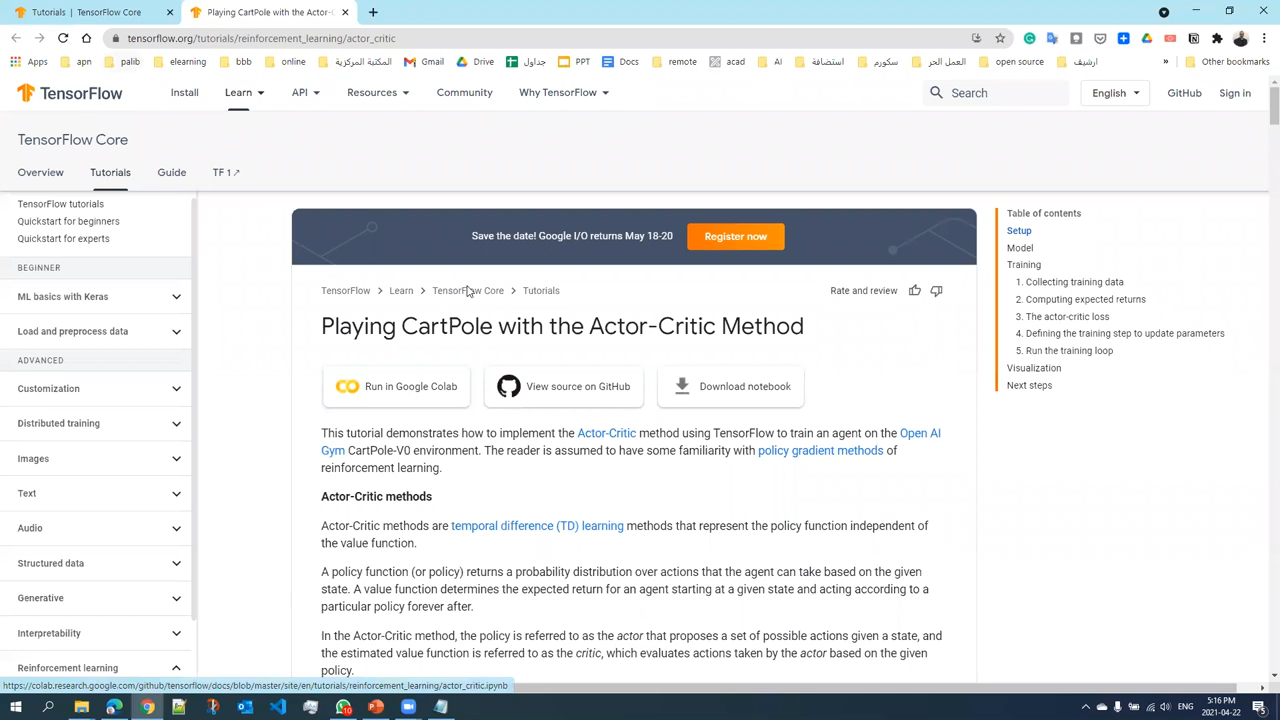 Tutorials | TensorFlow Core
Playing CartPole with the Actor-C
tensorflow.org/tutorials/reinforcement_learning/actor_critic
Apps apn palib elearning bbb online المكتبة المركزية Gmail Drive جداول PPT Docs remote acad AI استضافة سكورم العمل الحر open source ارشيف » Other bookmarks
TensorFlow Install Learn API Resources Community Why TensorFlow Search English GitHub Sign in
TensorFlow Core
Overview Tutorials Guide TF 1↗
TensorFlow tutorials
Quickstart for beginners
Quickstart for experts
BEGINNER
ML basics with Keras
Load and preprocess data
ADVANCED
Customization
Distributed training
Images
Text
Audio
Structured data
Generative
Interpretability
Reinforcement learning
Save the date! Google I/O returns May 18-20 Register now
TensorFlow > Learn > TensorFlow Core > Tutorials
Rate and review
Playing CartPole with the Actor-Critic Method
Run in Google Colab View source on GitHub Download notebook
This tutorial demonstrates how to implement the Actor-Critic method using TensorFlow to train an agent on the Open AI
Gym CartPole-V0 environment. The reader is assumed to have some familiarity with policy gradient methods of
reinforcement learning.
Actor-Critic methods
Actor-Critic methods are temporal difference (TD) learning methods that represent the policy function independent of
the value function.
A policy function (or policy) returns a probability distribution over actions that the agent can take based on the given
state. A value function determines the expected return for an agent starting at a given state and acting according to a
particular policy forever after.
In the Actor-Critic method, the policy is referred to as the actor that proposes a set of possible actions given a state, and
the estimated value function is referred to as the critic, which evaluates actions taken by the actor based on the given
policy.
Table of contents
Setup
Model
Training
1. Collecting training data
2. Computing expected returns
3. The actor-critic loss
4. Defining the training step to update parameters
5. Run the training loop
Visualization
Next steps
https://colab.research.google.com/github/tensorflow/docs/blob/master/site/en/tutorials/reinforcement_learning/actor_critic.ipynb
10
ENG
5:16 PM
2021-04-22